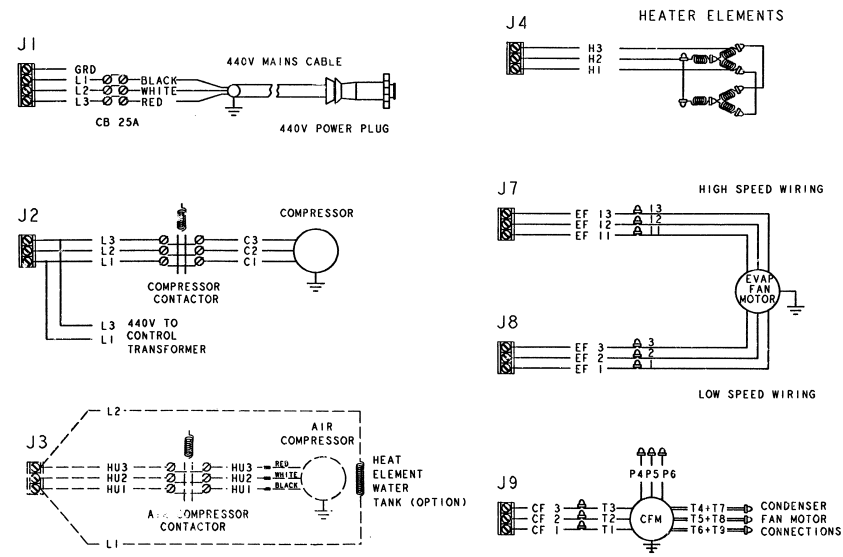 J1
GRD
L1 BLACK
L2 WHITE
L3 RED
CB 25A
440V MAINS CABLE
440V POWER PLUG
J4
HEATER ELEMENTS
H3
H2
H1
J2
L3 C3
L2 C2
L1 C1
COMPRESSOR
COMPRESSOR
CONTACTOR
L3 440V TO
L1 CONTROL
TRANSFORMER
J7
HIGH SPEED WIRING
EF 13 13
EF 12 12
EF 11 11
EVAP
FAN
MOTOR
J8
EF 3 3
EF 2 2
EF 1 1
LOW SPEED WIRING
J3
L2
HU3 HU3 RED
HU2 HU2 WHITE
HU1 HU1 BLACK
AIR
COMPRESSOR
HEAT
ELEMENT
WATER
TANK (OPTION)
AIR COMPRESSOR
CONTACTOR
L1
J9
P4 P5 P6
CF 3 T3
CF 2 T2
CF 1 T1
CFM
T4+T7 CONDENSER
T5+T8 FAN MOTOR
T6+T9 CONNECTIONS